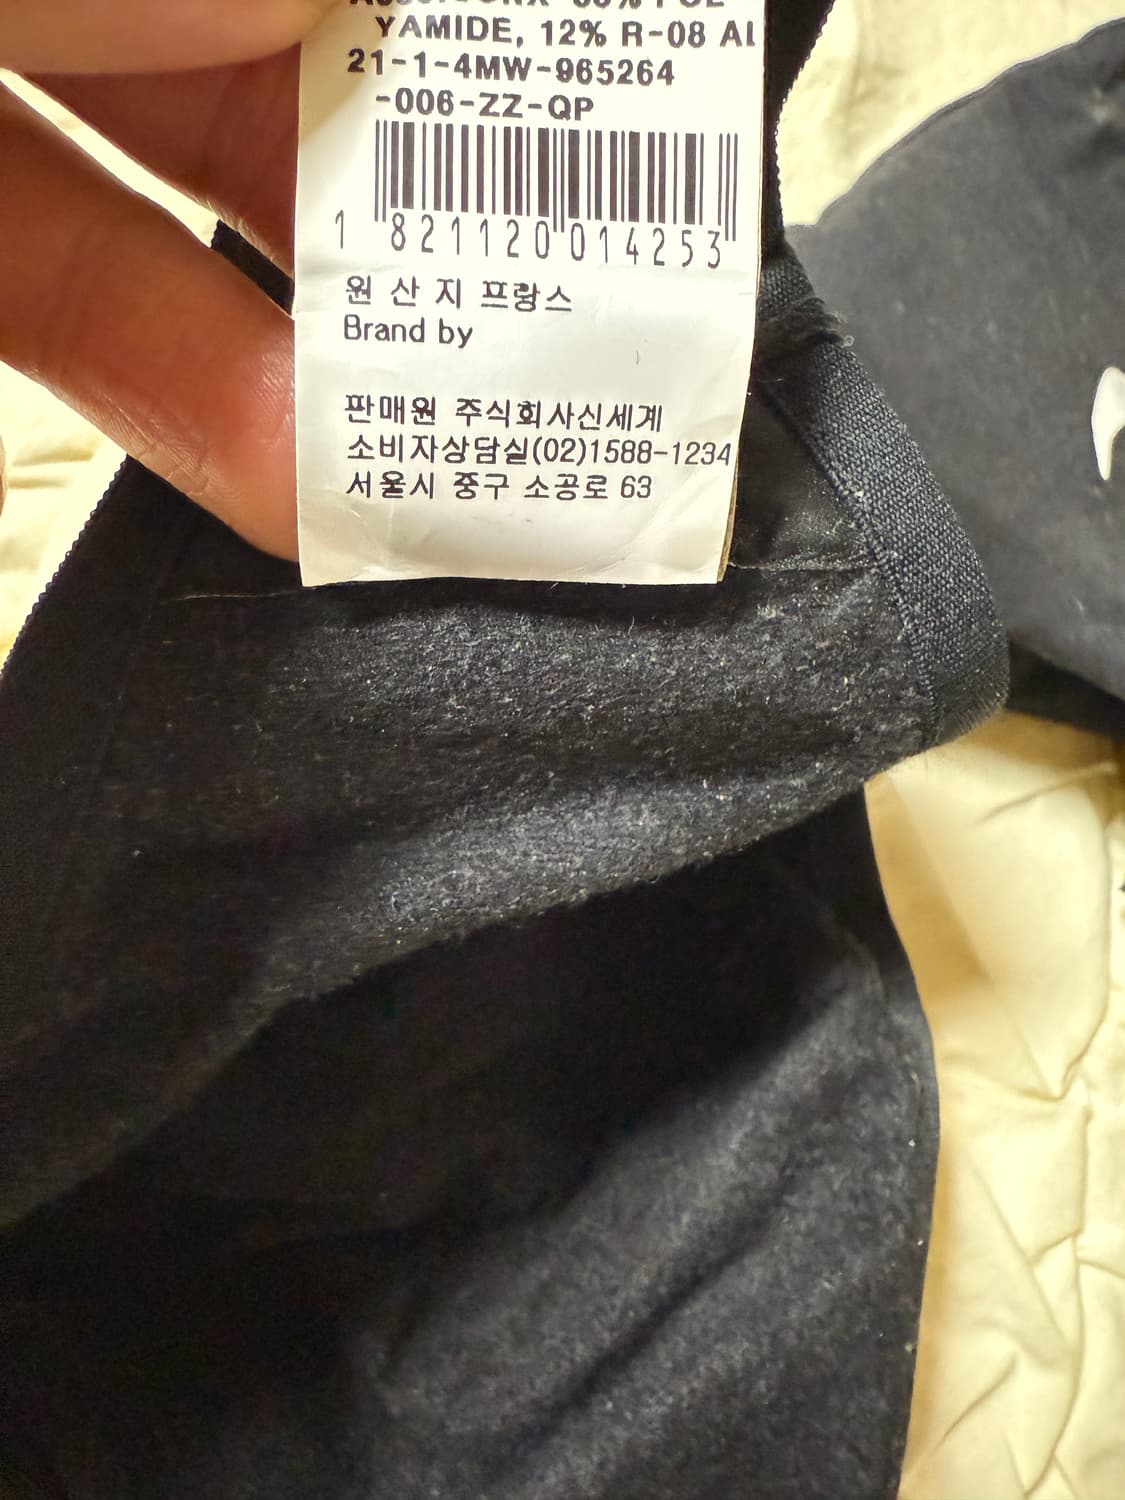 YAMIDE, 12% R-08 AL
21-1-4MW-965264
-006-ZZ-QP
1 821120 014253
원 산 지 프랑스
Brand by
판매원 주식회사신세계
소비자상담실(02)1588-1234
서울시 중구 소공로 63